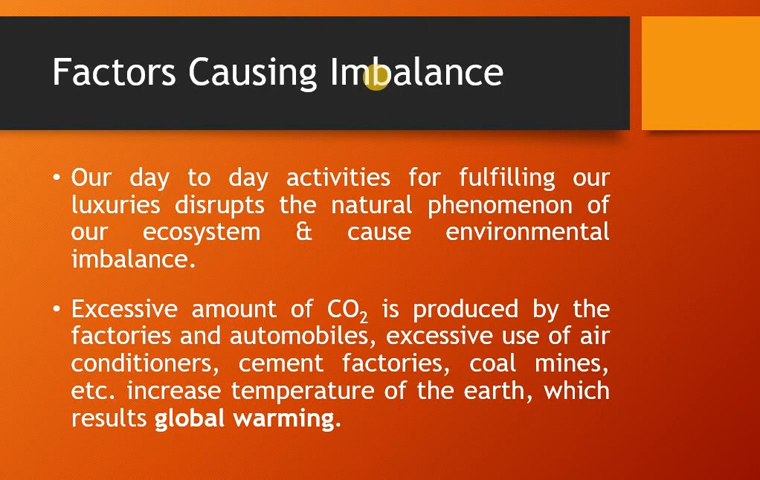 Factors Causing Imbalance
• Our day to day activities for fulfilling our
luxuries disrupts the natural phenomenon of
our ecosystem & cause environmental
imbalance.
• Excessive amount of CO₂ is produced by the
factories and automobiles, excessive use of air
conditioners, cement factories, coal mines,
etc. increase temperature of the earth, which
results global warming.